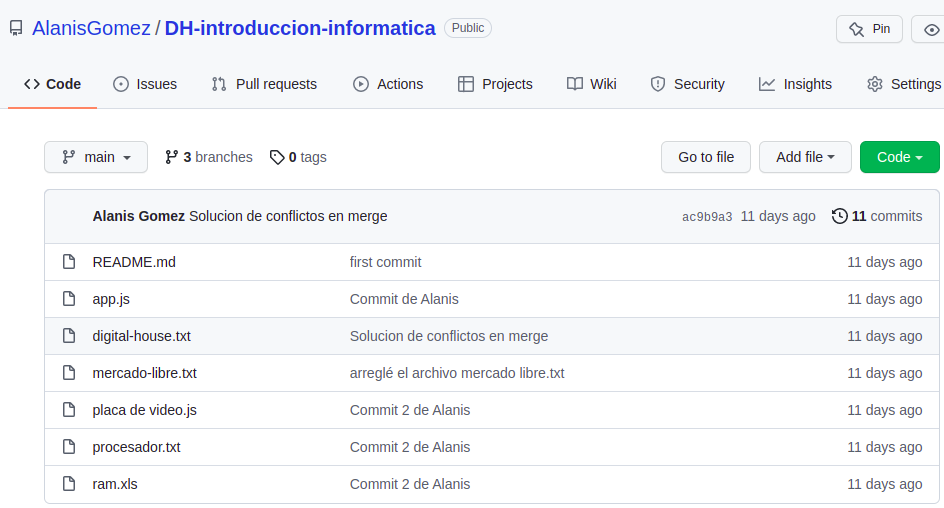 AlanisGomez / DH-introduccion-informatica Public Pin
Code Issues Pull requests Actions Projects Wiki Security Insights Settings
main 3 branches 0 tags Go to file Add file Code
Alanis Gomez Solucion de conflictos en merge ac9b9a3 11 days ago 11 commits
README.md first commit 11 days ago
app.js Commit de Alanis 11 days ago
digital-house.txt Solucion de conflictos en merge 11 days ago
mercado-libre.txt arreglé el archivo mercado libre.txt 11 days ago
placa de video.js Commit 2 de Alanis 11 days ago
procesador.txt Commit 2 de Alanis 11 days ago
ram.xls Commit 2 de Alanis 11 days ago